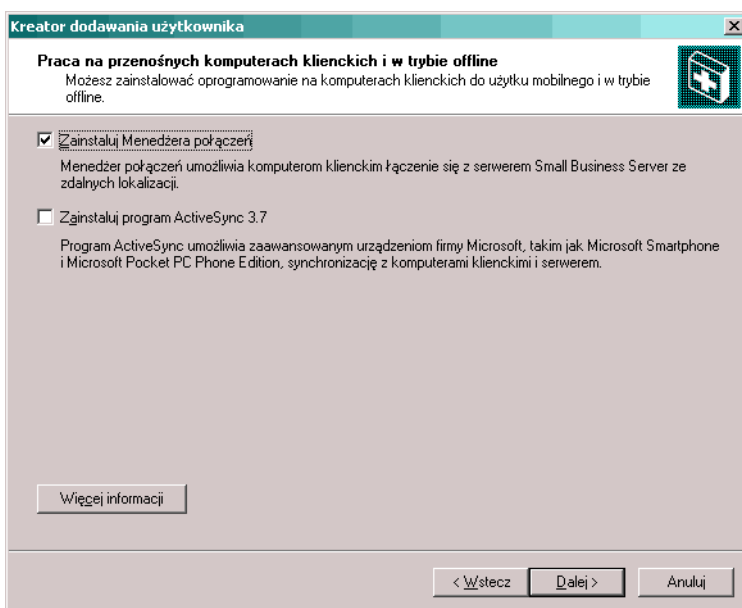 Kreator dodawania użytkownika
Praca na przenośnych komputerach klienckich i w trybie offline
Możesz zainstalować oprogramowanie na komputerach klienckich do użytku mobilnego i w trybie
offline.
Zainstaluj Menedżera połączeń
Menedżer połączeń umożliwia komputerom klienckim łączenie się z serwerem Small Business Server ze
zdalnych lokalizacji.
Zainstaluj program ActiveSync 3.7
Program ActiveSync umożliwia zaawansowanym urządzeniom firmy Microsoft, takim jak Microsoft Smartphone
i Microsoft Pocket PC Phone Edition, synchronizację z komputerami klienckimi i serwerem.
Więcej informacji
< Wstecz Dalej > Anuluj